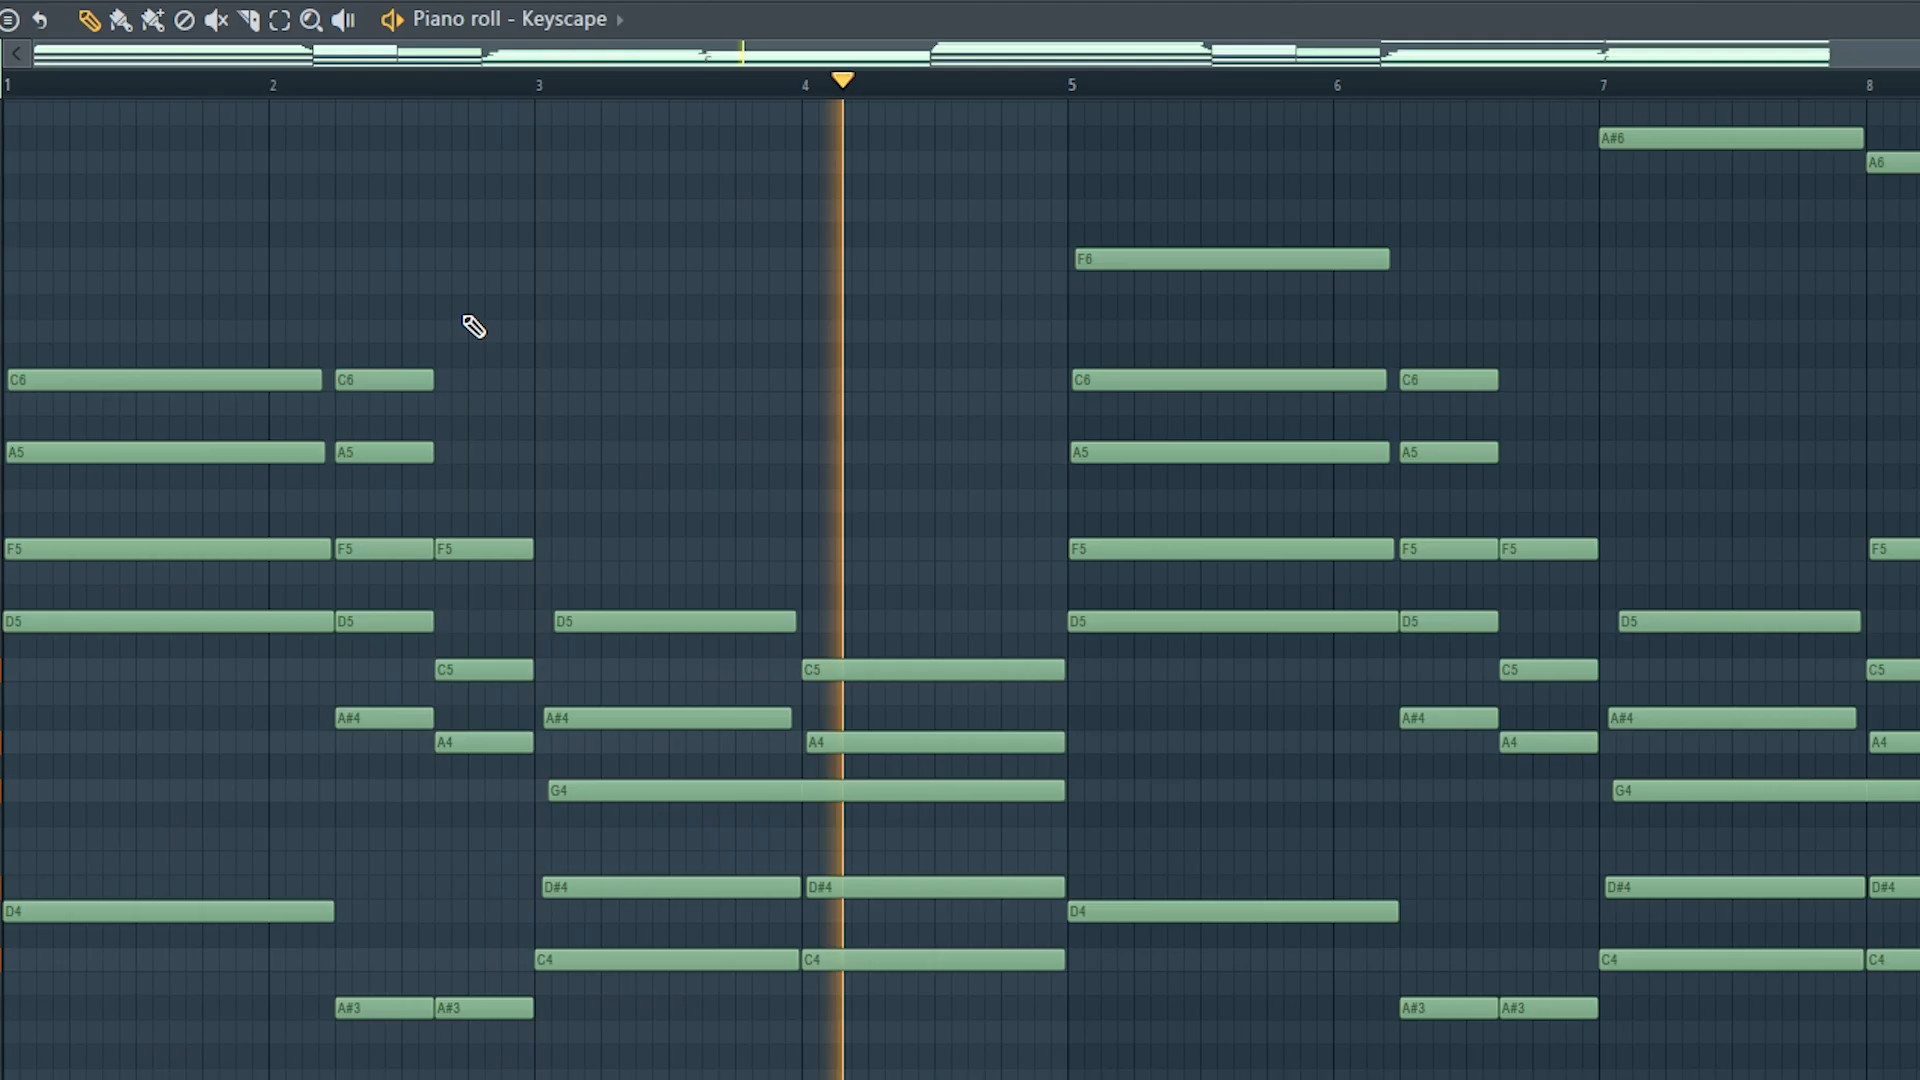 Piano roll - Keyscape
1 2 3 4 5 6 7 8
A#6
A6
F6
C6 C6 C6 C6
A5 A5 A5 A5
F5 F5 F5 F5 F5 F5 F5
D5 D5 D5 D5 D5 D5
C5 C5 C5 C5
A#4 A#4 A#4 A#4
A4 A4 A4 A4
G4 G4
D#4 D#4 D#4 D#4
D4 D4
C4 C4 C4 C4
A#3 A#3 A#3 A#3